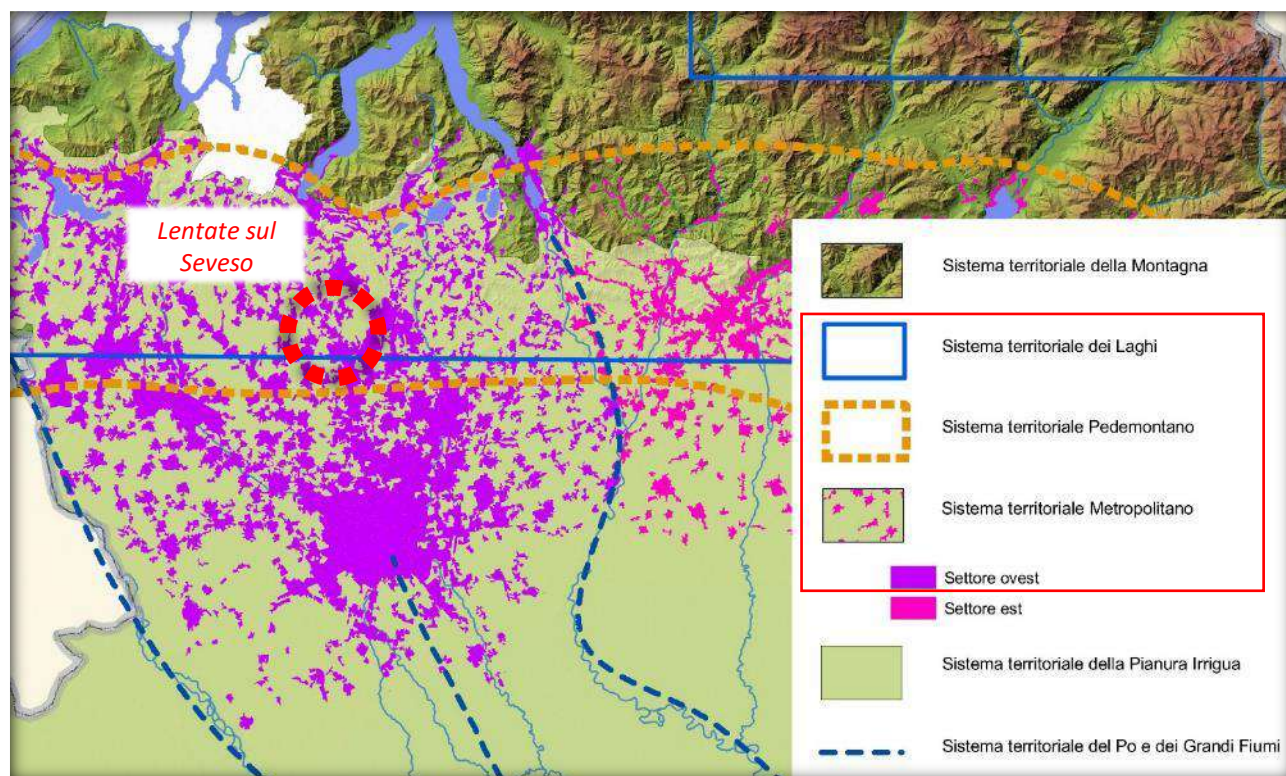 Lentate sul
Seveso
Sistema territoriale della Montagna
Sistema territoriale dei Laghi
Sistema territoriale Pedemontano
Sistema territoriale Metropolitano
Settore ovest
Settore est
Sistema territoriale della Pianura Irrigua
Sistema territoriale del Po e dei Grandi Fiumi